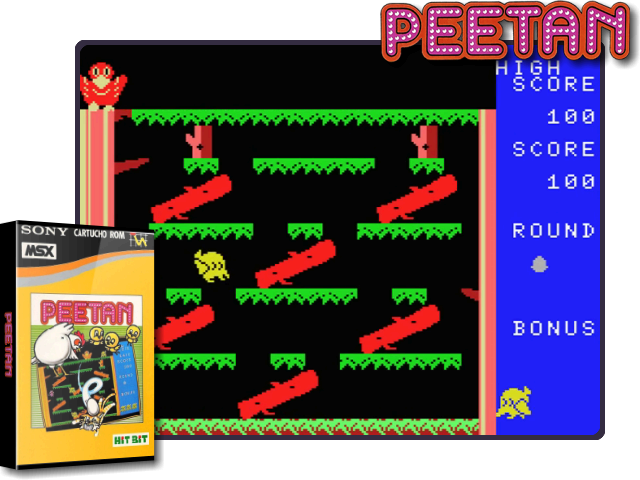 PEETAN
HIGH
SCORE
100
SCORE
100
ROUND
BONUS
SONY CARTUCHO ROM
MSX
PEETAN
PEETAN
HIT BIT